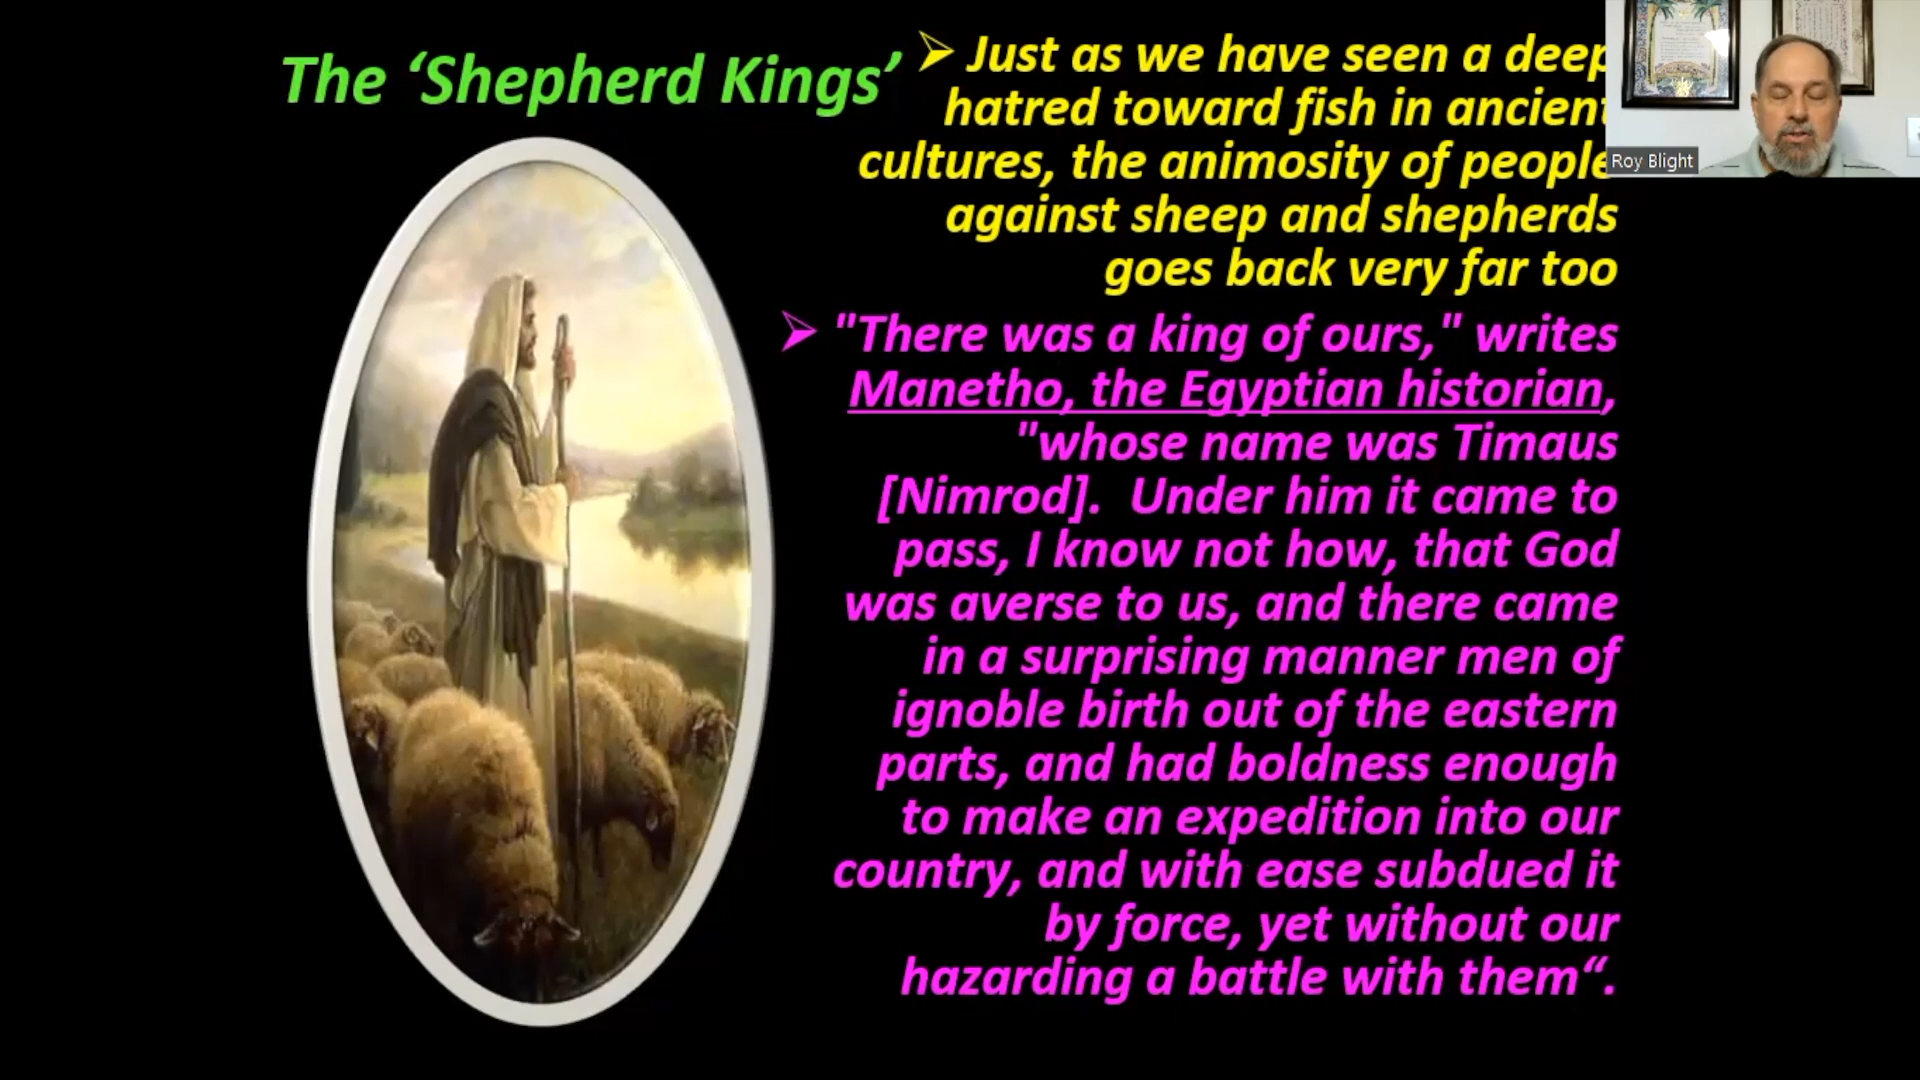 The ‘Shepherd Kings’
➢ Just as we have seen a deep
hatred toward fish in ancient
cultures, the animosity of people
against sheep and shepherds
goes back very far too
➢ "There was a king of ours," writes
Manetho, the Egyptian historian,
"whose name was Timaus
[Nimrod].  Under him it came to
pass, I know not how, that God
was averse to us, and there came
in a surprising manner men of
ignoble birth out of the eastern
parts, and had boldness enough
to make an expedition into our
country, and with ease subdued it
by force, yet without our
hazarding a battle with them“.
Roy Blight